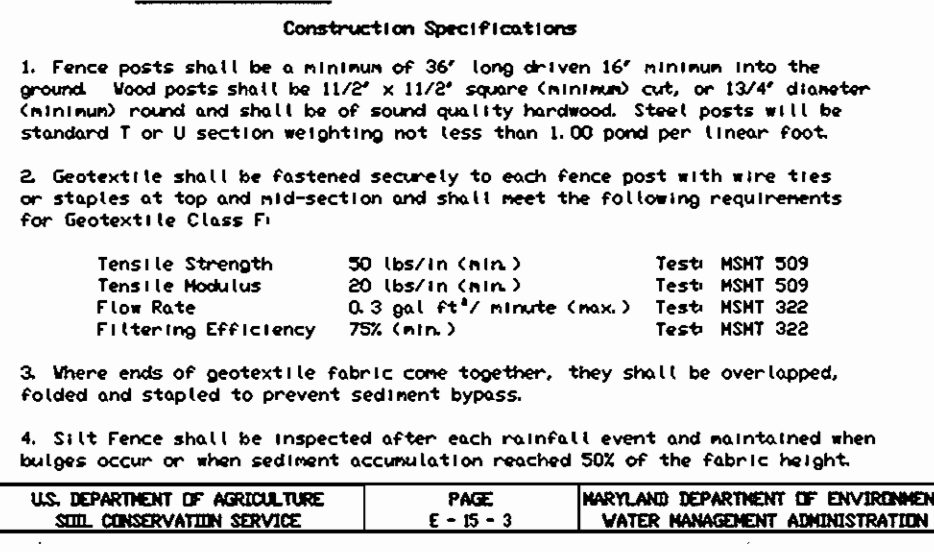 Construction Specifications
1. Fence posts shall be a minimum of 36" long driven 16" minimum into the
ground. Wood posts shall be 11/2" x 11/2" square (minimum) cut, or 13/4" diameter
(minimum) round and shall be of sound quality hardwood. Steel posts will be
standard T or U section weighting not less than 1.00 pond per linear foot.
2. Geotextile shall be fastened securely to each fence post with wire ties
or staples at top and mid-section and shall meet the following requirements
for Geotextile Class F:
Tensile Strength 50 lbs/in (min.) Test: MSMT 509
Tensile Modulus 20 lbs/in (min.) Test: MSMT 509
Flow Rate 0.3 gal ft²/ minute (max.) Test: MSMT 322
Filtering Efficiency 75% (min.) Test: MSMT 322
3. Where ends of geotextile fabric come together, they shall be overlapped,
folded and stapled to prevent sediment bypass.
4. Silt Fence shall be inspected after each rainfall event and maintained when
bulges occur or when sediment accumulation reached 50% of the fabric height.
U.S. DEPARTMENT OF AGRICULTURE PAGE MARYLAND DEPARTMENT OF ENVIRONMEN
SOIL CONSERVATION SERVICE E - 15 - 3 WATER MANAGEMENT ADMINISTRATION